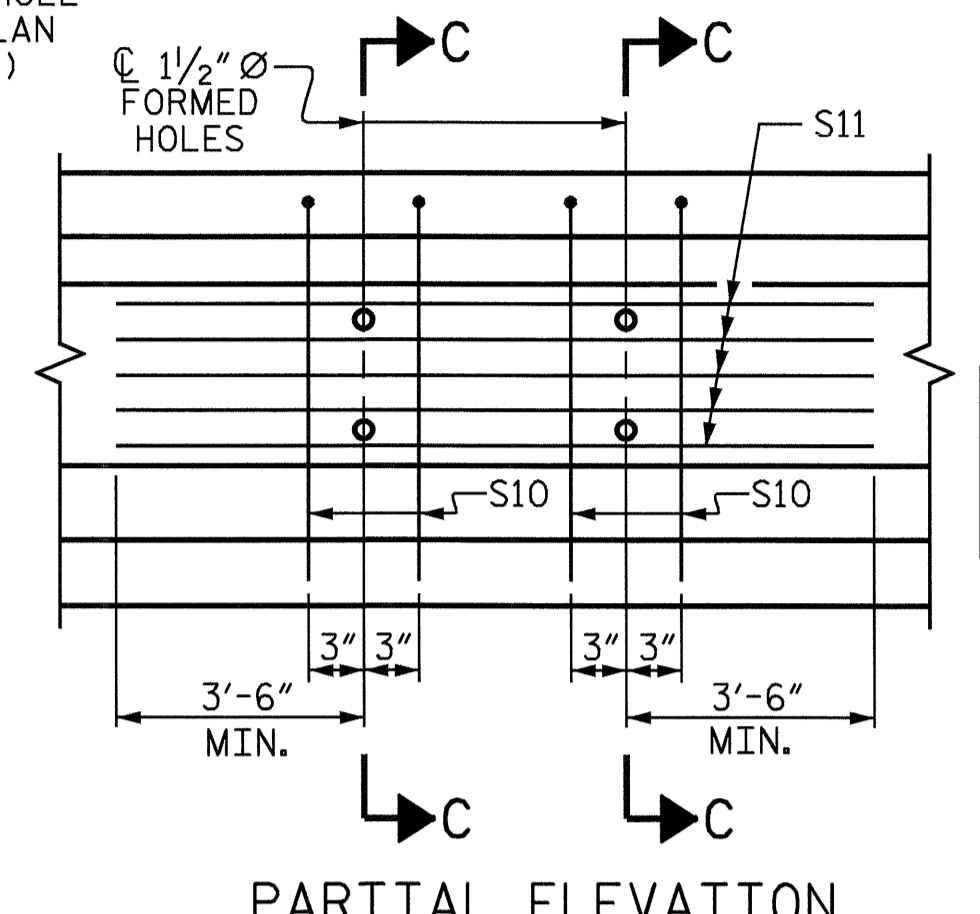 LAN
)
C
C
℄ 1½" Ø
FORMED
HOLES
S11
S10
S10
3" 3"
3" 3"
3'-6"
MIN.
3'-6"
MIN.
C
C
PARTIAL ELEVATION